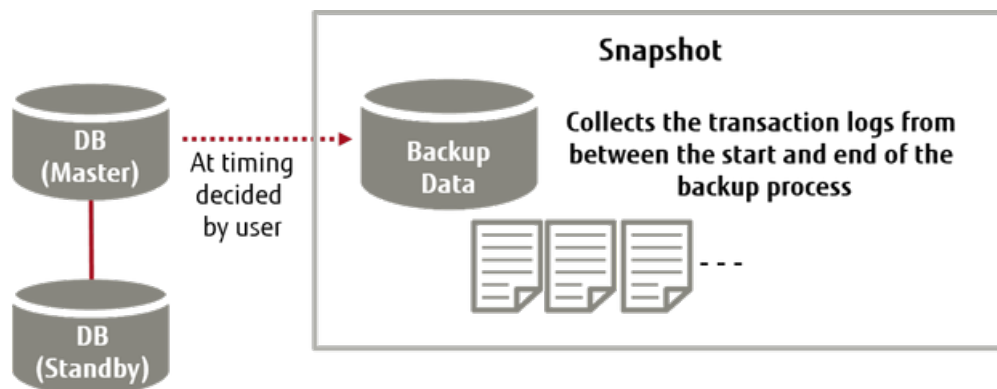 Snapshot
DB
(Master)
At timing
decided
by user
Backup
Data
Collects the transaction logs from
between the start and end of the
backup process
- - -
DB
(Standby)